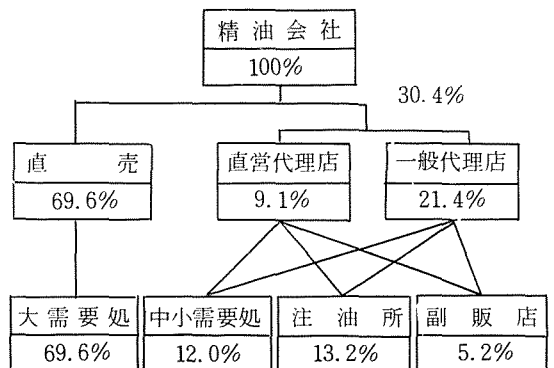 精油会社
100%
30.4%
直売
直営代理店
一般代理店
69.6%
9.1%
21.4%
大需要処
中小需要処
注油所
副販店
69.6%
12.0%
13.2%
5.2%